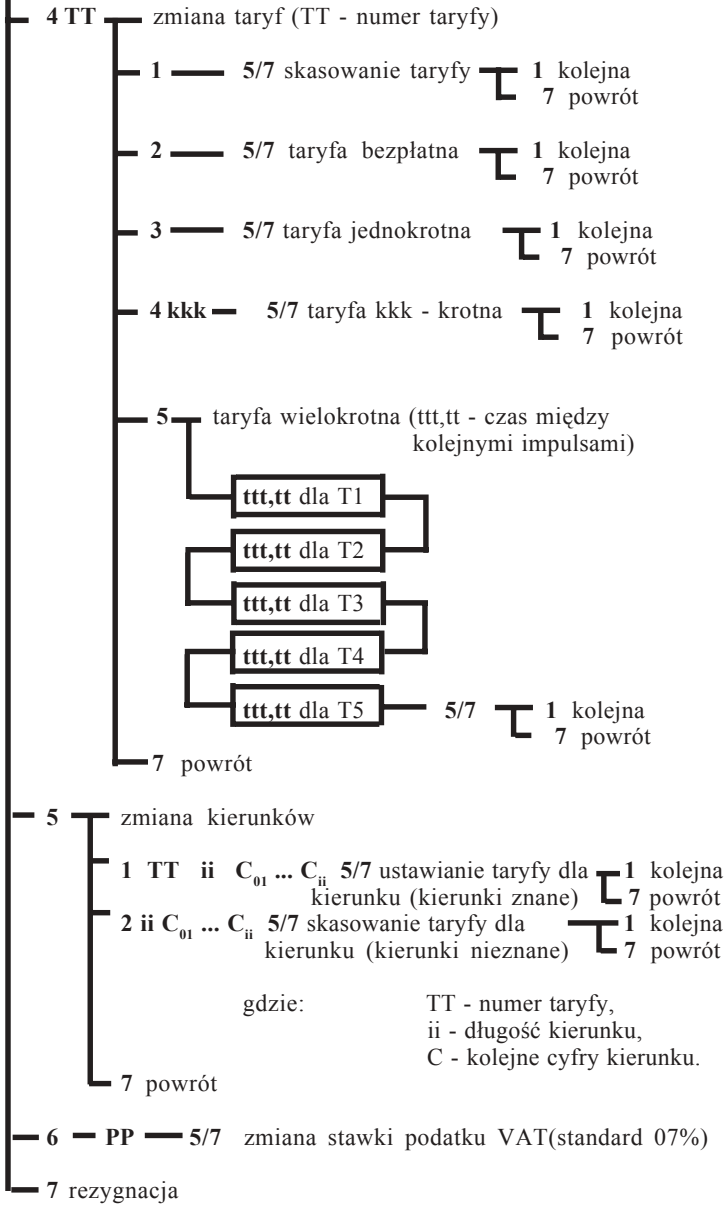 4 TT zmiana taryf (TT - numer taryfy)
1 5/7 skasowanie taryfy 1 kolejna
7 powrót
2 5/7 taryfa bezpłatna 1 kolejna
7 powrót
3 5/7 taryfa jednokrotna 1 kolejna
7 powrót
4 kkk 5/7 taryfa kkk - krotna 1 kolejna
7 powrót
5 taryfa wielokrotna (ttt,tt - czas między
kolejnymi impulsami)
ttt,tt dla T1
ttt,tt dla T2
ttt,tt dla T3
ttt,tt dla T4
ttt,tt dla T5 5/7 1 kolejna
7 powrót
7 powrót
5 zmiana kierunków
1 TT ii C01 ... Cii 5/7 ustawianie taryfy dla 1 kolejna
kierunku (kierunki znane) 7 powrót
2 ii C01 ... Cii 5/7 skasowanie taryfy dla 1 kolejna
kierunku (kierunki nieznane) 7 powrót
gdzie: TT - numer taryfy,
ii - długość kierunku,
C - kolejne cyfry kierunku.
7 powrót
6 PP 5/7 zmiana stawki podatku VAT(standard 07%)
7 rezygnacja